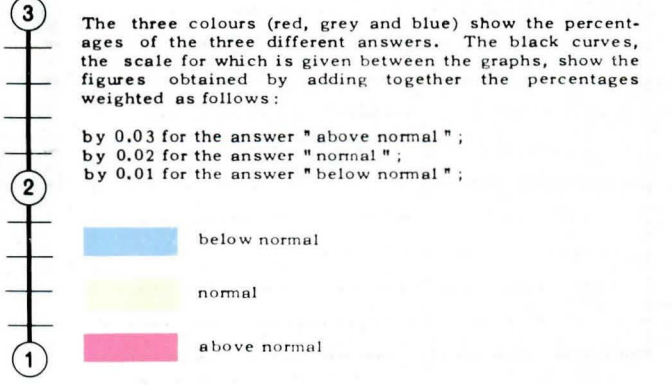 3
The three colours (red, grey and blue) show the percent-
ages of the three different answers. The black curves,
the scale for which is given between the graphs, show the
figures obtained by adding together the percentages
weighted as follows :
by 0.03 for the answer " above normal " ;
by 0.02 for the answer " normal " ;
by 0.01 for the answer " below normal " ;
2
below normal
normal
above normal
1